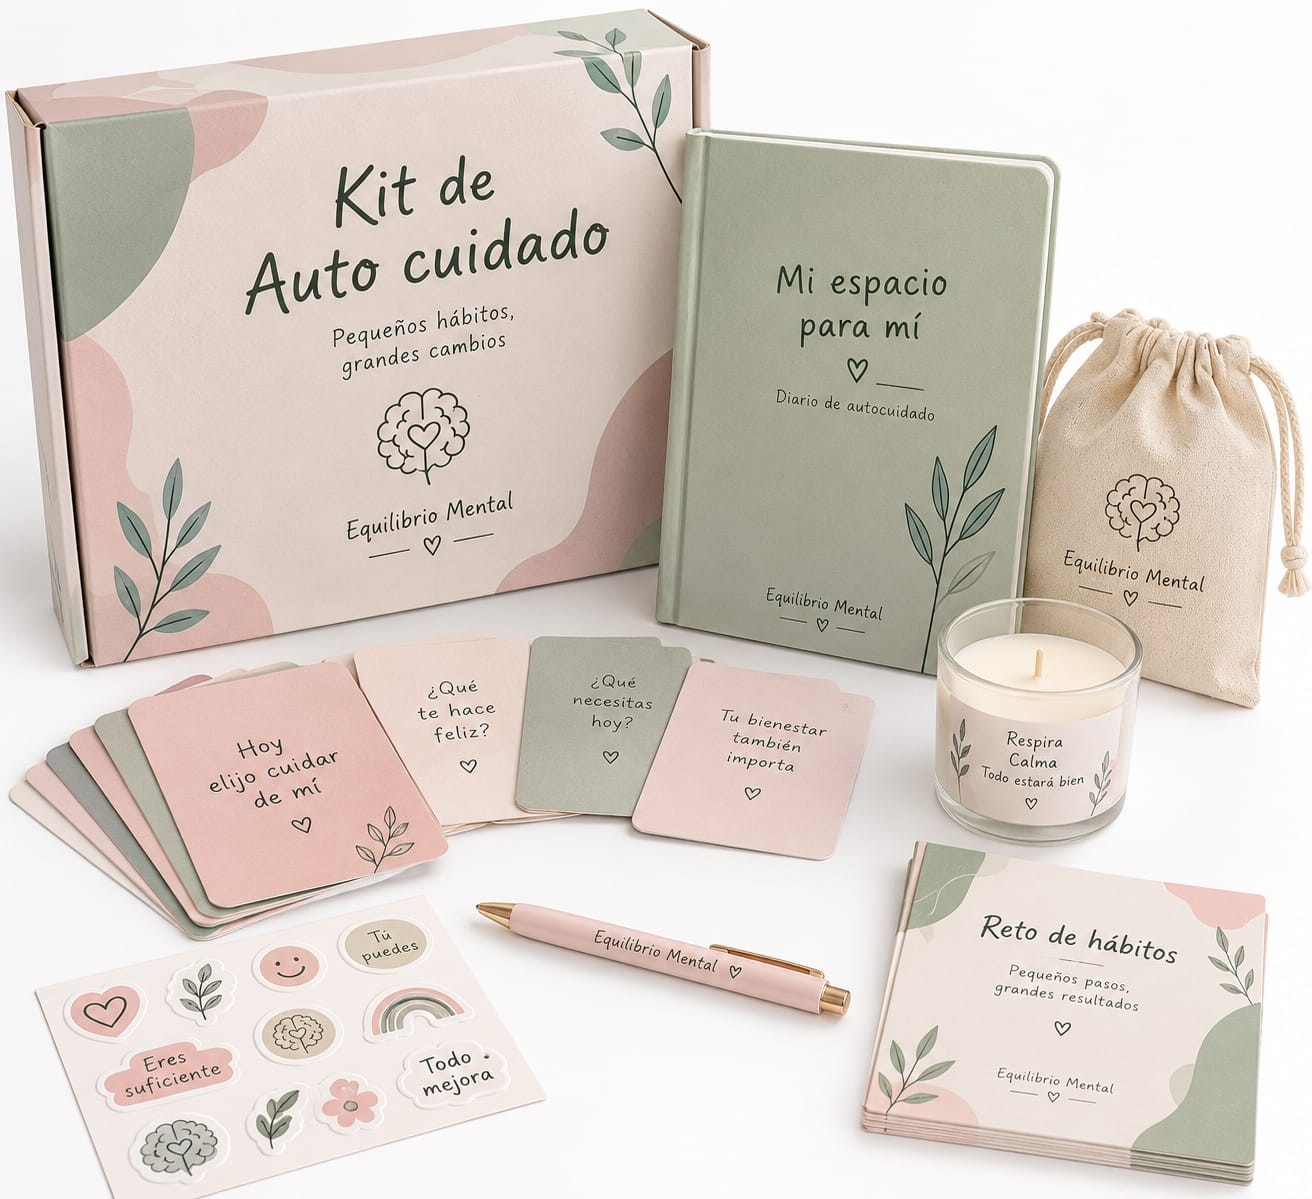 Kit de
Auto cuidado
Pequeños hábitos,
grandes cambios
Equilibrio Mental
Mi espacio
para mí
Diario de autocuidado
Equilibrio Mental
Equilibrio Mental
Hoy
elijo cuidar
de mí
¿Qué
te hace
feliz?
¿Qué
necesitas
hoy?
Tu bienestar
también
importa
Respira
Calma
Todo estará bien
Equilibrio Mental
Reto de hábitos
Pequeños pasos,
grandes resultados
Equilibrio Mental
Tú
puedes
Eres
suficiente
Todo
mejora